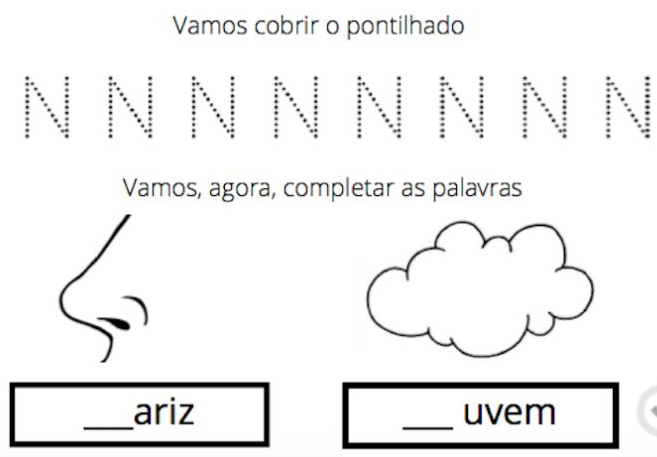 Vamos cobrir o pontilhado
N N N N N N N N
Vamos, agora, completar as palavras
___ariz
___ uvem